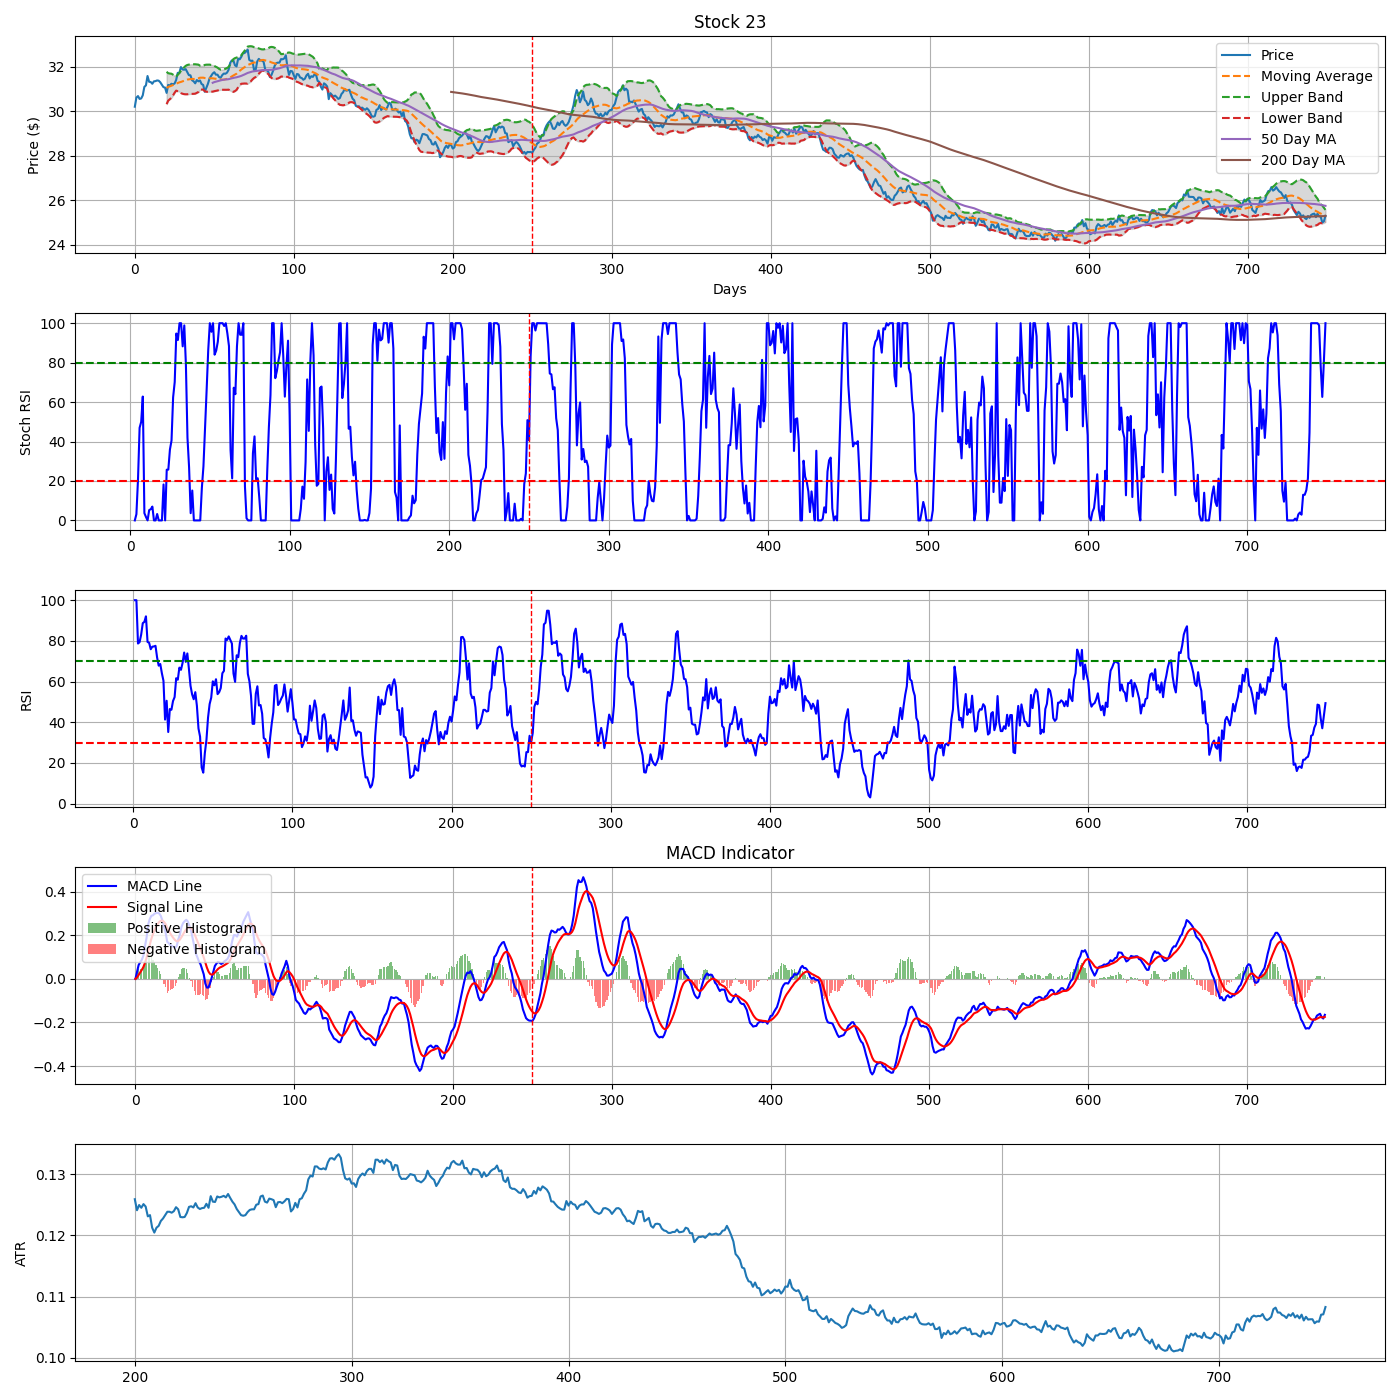 Stock 23
Price ($)
32
30
28
26
24
Price
Moving Average
Upper Band
Lower Band
50 Day MA
200 Day MA
0 100 200 300 400 500 600 700
Days
Stoch RSI
100
80
60
40
20
0
0 100 200 300 400 500 600 700
RSI
100
80
60
40
20
0
0 100 200 300 400 500 600 700
MACD Indicator
0.4
0.2
0.0
−0.2
−0.4
MACD Line
Signal Line
Positive Histogram
Negative Histogram
0 100 200 300 400 500 600 700
ATR
0.13
0.12
0.11
0.10
200 300 400 500 600 700